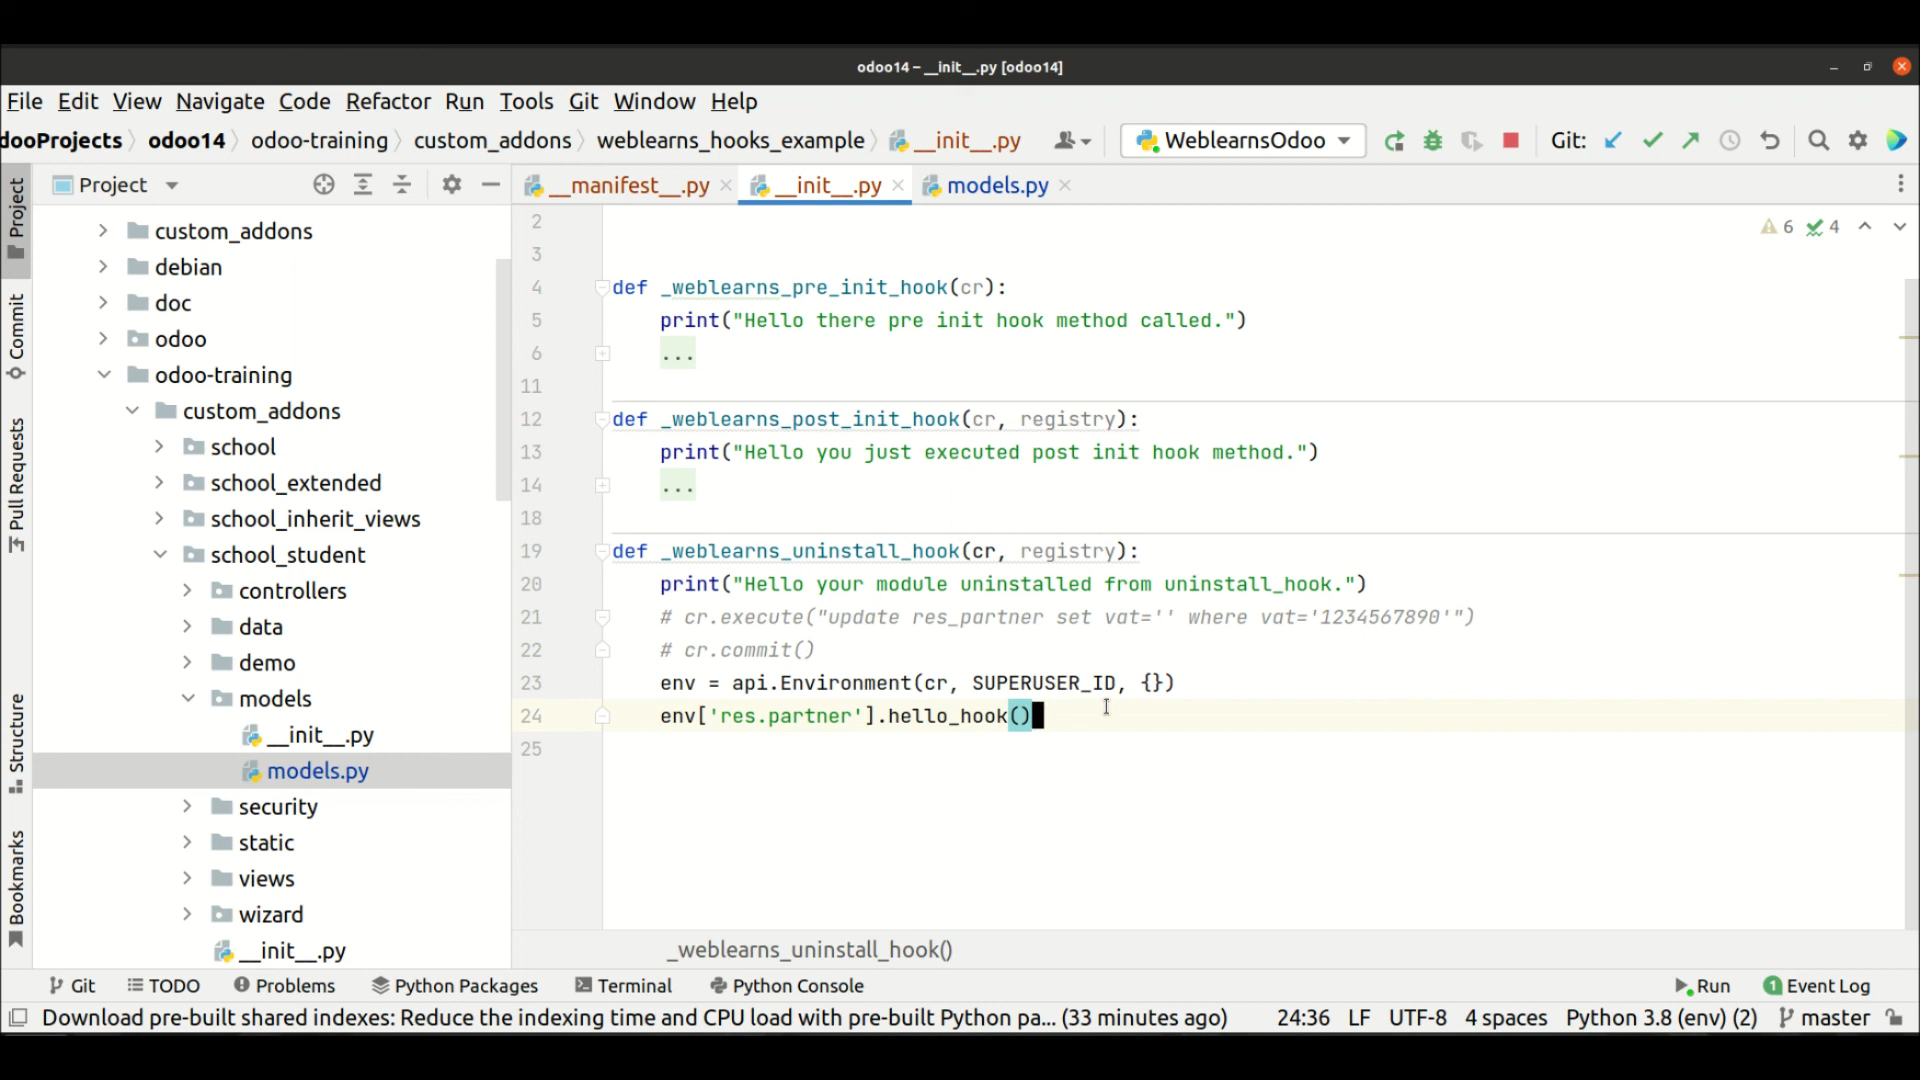 odoo14 – __init__.py [odoo14]
File Edit View Navigate Code Refactor Run Tools Git Window Help
dooProjects odoo14 odoo-training custom_addons weblearns_hooks_example __init__.py WeblearnsOdoo Git:
Project __manifest__.py __init__.py models.py
Project
Commit
Pull Requests
Structure
Bookmarks
custom_addons
debian
doc
odoo
odoo-training
custom_addons
school
school_extended
school_inherit_views
school_student
controllers
data
demo
models
__init__.py
models.py
security
static
views
wizard
__init__.py
6 4
2
3
4 def _weblearns_pre_init_hook(cr):
5 print("Hello there pre init hook method called.")
6 ...
11
12 def _weblearns_post_init_hook(cr, registry):
13 print("Hello you just executed post init hook method.")
14 ...
18
19 def _weblearns_uninstall_hook(cr, registry):
20 print("Hello your module uninstalled from uninstall_hook.")
21 # cr.execute("update res_partner set vat='' where vat='1234567890'")
22 # cr.commit()
23 env = api.Environment(cr, SUPERUSER_ID, {})
24 env['res.partner'].hello_hook()
25
_weblearns_uninstall_hook()
Git TODO Problems Python Packages Terminal Python Console Run 1 Event Log
Download pre-built shared indexes: Reduce the indexing time and CPU load with pre-built Python pa... (33 minutes ago) 24:36 LF UTF-8 4 spaces Python 3.8 (env) (2) master